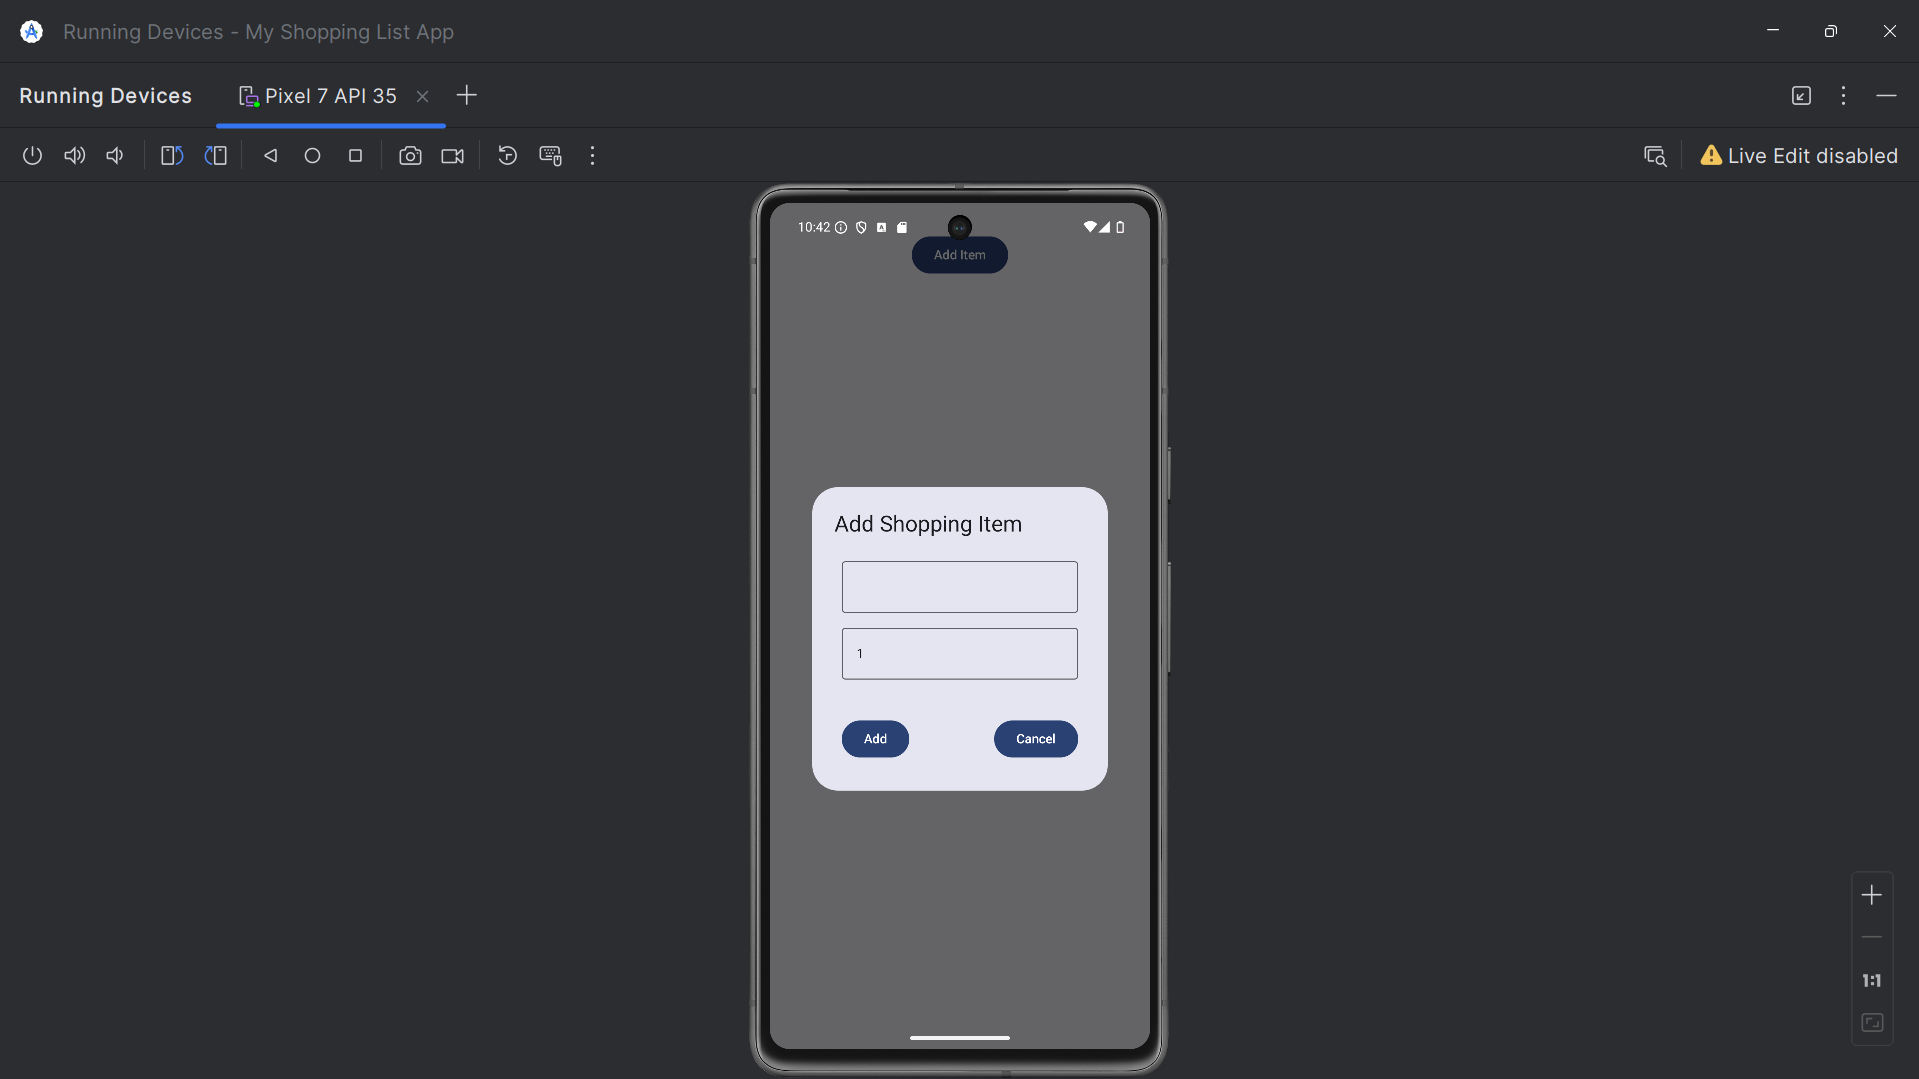 Running Devices - My Shopping List App
Running Devices
Pixel 7 API 35
Live Edit disabled
10:42
Add Item
Add Shopping Item
1
Add
Cancel
1:1